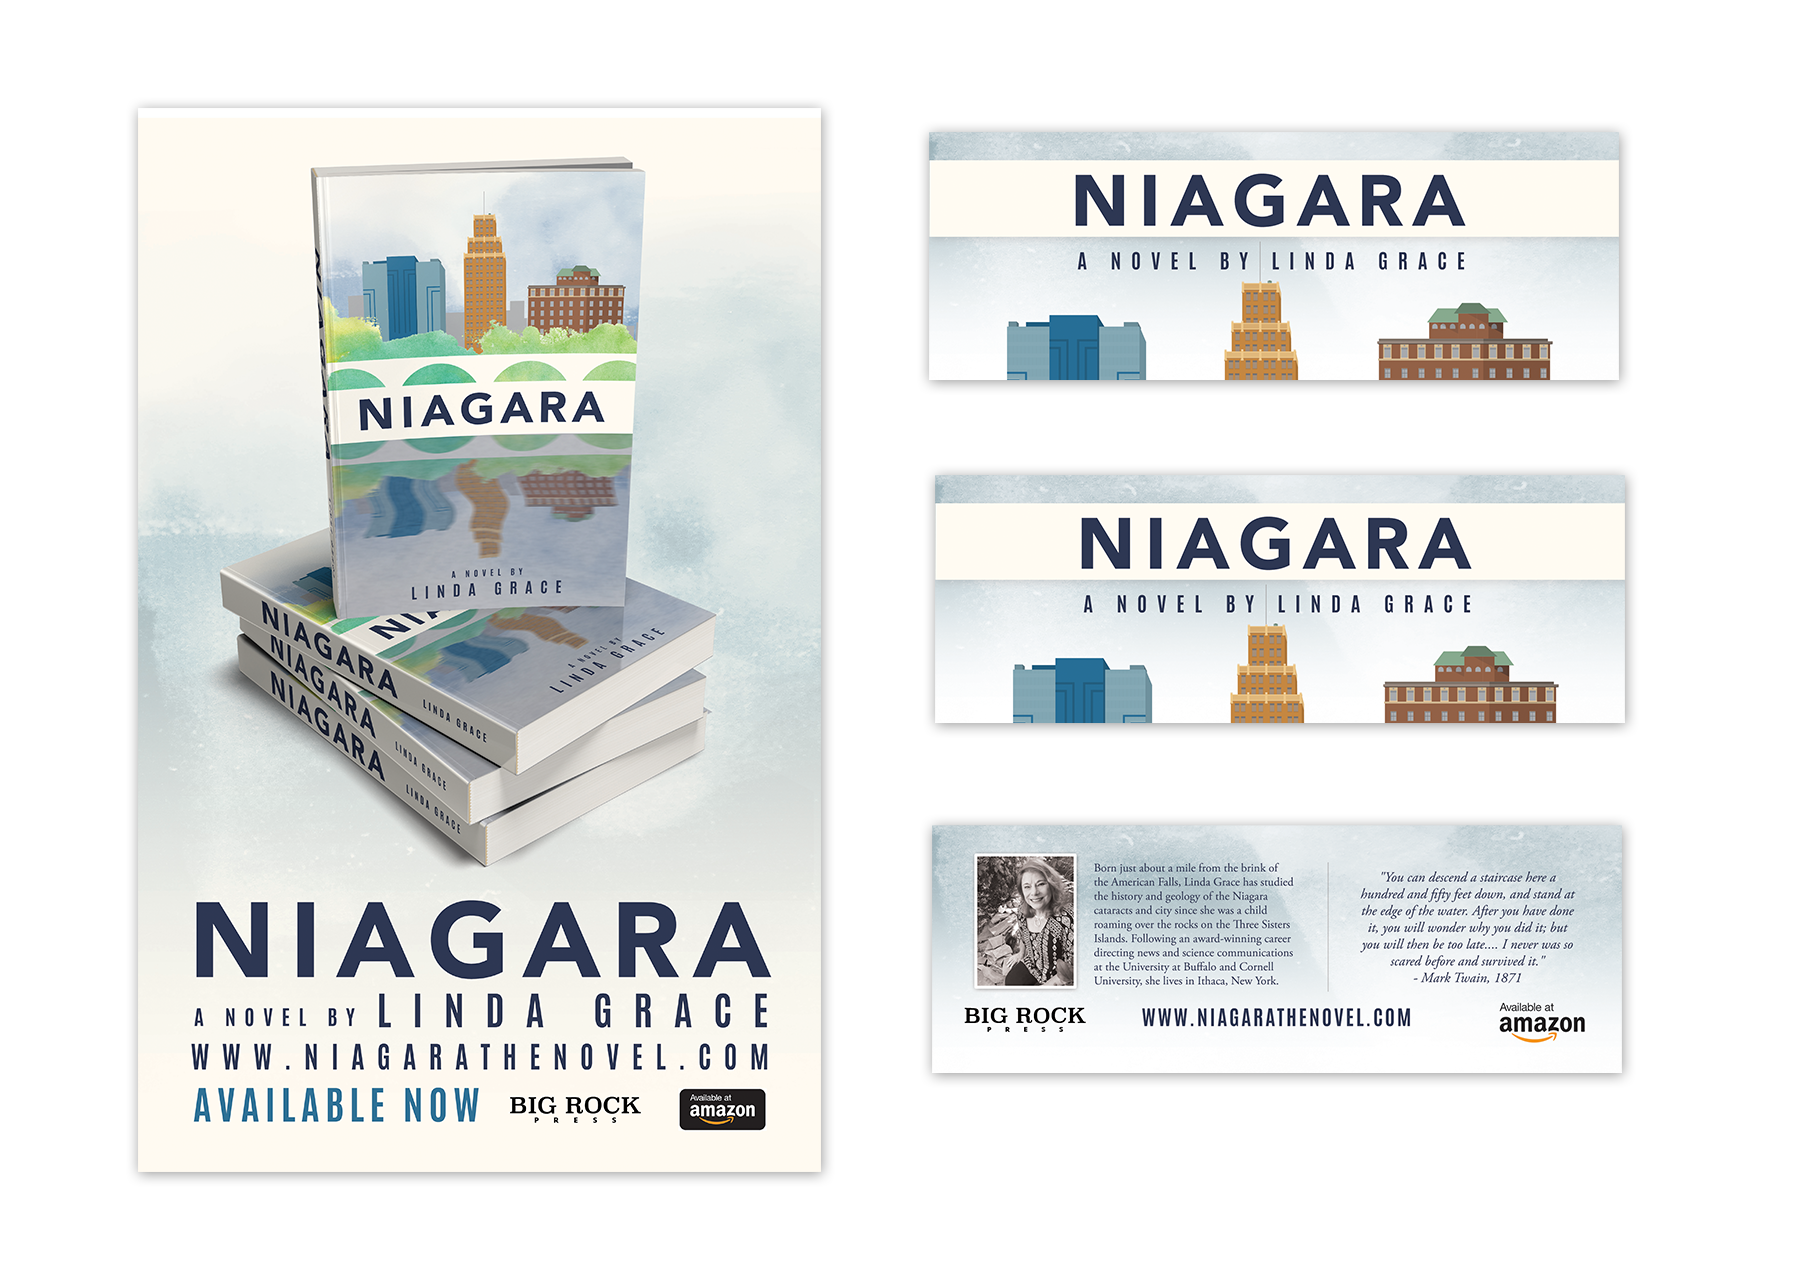 NIAGARA
A NOVEL BY
LINDA GRACE
NIAGARA
LINDA GRACE
A NOVEL BY
LINDA GRACE
NIAGARA
LINDA GRACE
NIAGARA
LINDA GRACE
NIAGARA
A NOVEL BY LINDA GRACE
WWW.NIAGARATHENOVEL.COM
AVAILABLE NOW
BIG ROCK
PRESS
Available at
amazon
NIAGARA
A NOVEL BY LINDA GRACE
NIAGARA
A NOVEL BY LINDA GRACE
Born just about a mile from the brink of
the American Falls, Linda Grace has studied
the history and geology of the Niagara
cataracts and city since she was a child
roaming over the rocks on the Three Sisters
Islands. Following an award-winning career
directing news and science communications
at the University at Buffalo and Cornell
University, she lives in Ithaca, New York.
"You can descend a staircase here a
hundred and fifty feet down, and stand at
the edge of the water. After you have done
it, you will wonder why you did it; but
you will then be too late.... I never was so
scared before and survived it."
- Mark Twain, 1871
BIG ROCK
PRESS
WWW.NIAGARATHENOVEL.COM
Available at
amazon